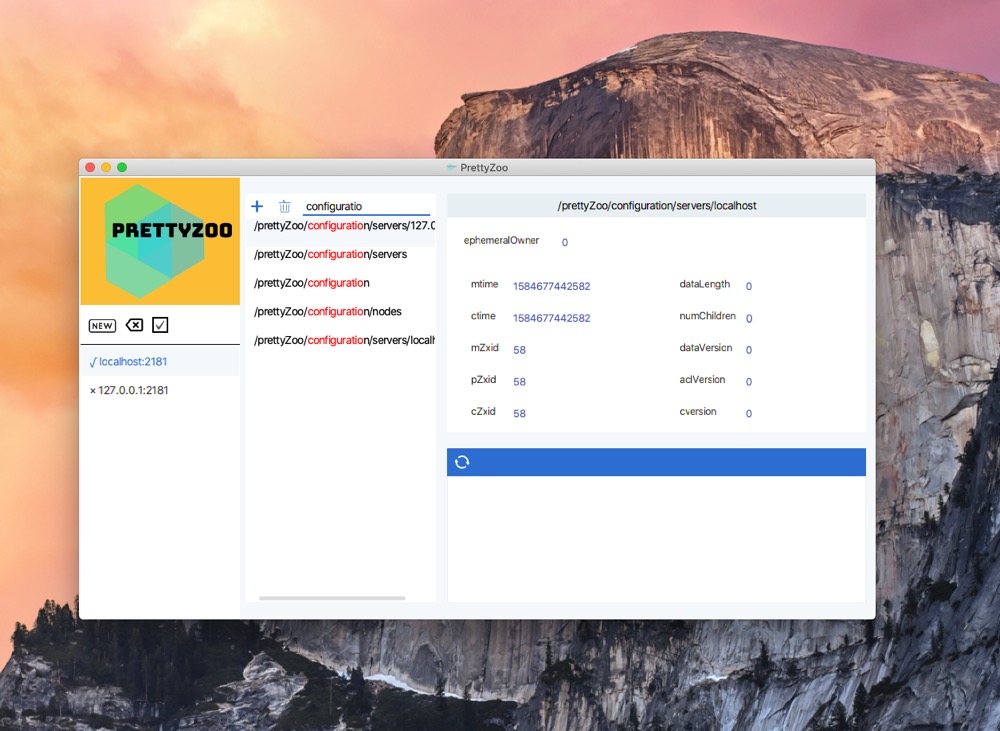 PrettyZoo
PRETTYZOO
NEW
√ localhost:2181
× 127.0.0.1:2181
configuratio
/prettyZoo/configuration/servers/127.0
/prettyZoo/configuration/servers
/prettyZoo/configuration
/prettyZoo/configuration/nodes
/prettyZoo/configuration/servers/local
/prettyZoo/configuration/servers/localhost
ephemeralOwner 0
mtime 1584677442582 dataLength 0
ctime 1584677442582 numChildren 0
mZxid 58 dataVersion 0
pZxid 58 aclVersion 0
cZxid 58 cversion 0